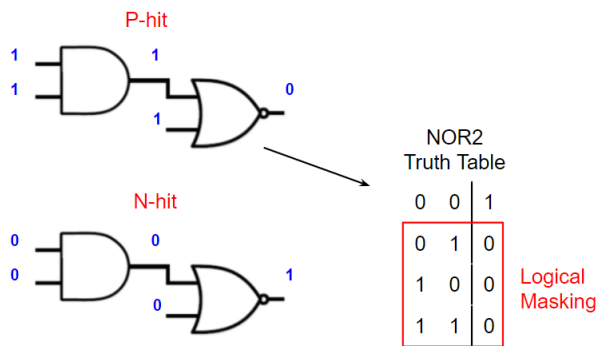 P-hit
1
1
1
1
0
N-hit
0
0
0
0
1
NOR2
Truth Table
0 0 1
0 1 0
1 0 0
1 1 0
Logical
Masking